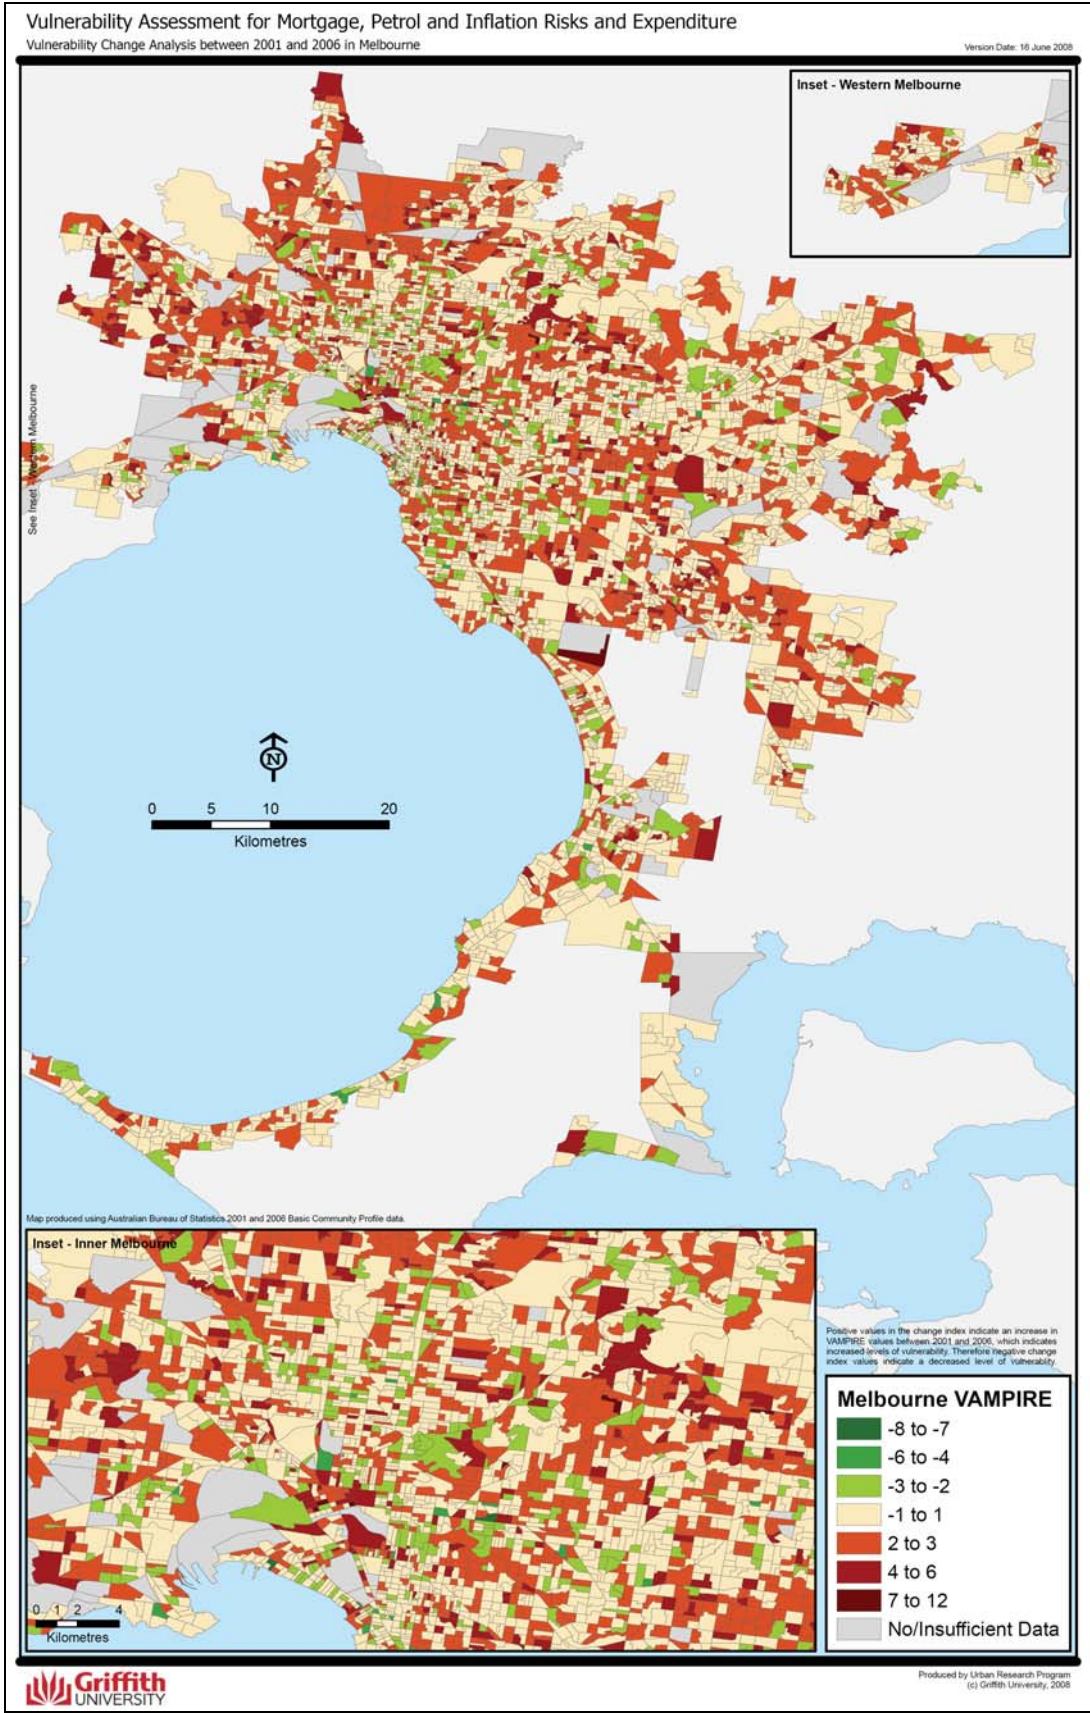 Vulnerability Assessment for Mortgage, Petrol and Inflation Risks and Expenditure
Vulnerability Change Analysis between 2001 and 2006 in Melbourne
Version Date: 16 June 2008
Inset - Western Melbourne
See Inset - Western Melbourne
N
0 5 10 20
Kilometres
Map produced using Australian Bureau of Statistics 2001 and 2006 Basic Community Profile data.
Inset - Inner Melbourne
0 1 2 4
Kilometres
Positive values in the change index indicate an increase in
VAMPIRE values between 2001 and 2006, which indicates
increased levels of vulnerability. Therefore negative change
index values indicate a decreased level of vulnerablity.
Melbourne VAMPIRE
-8 to -7
-6 to -4
-3 to -2
-1 to 1
2 to 3
4 to 6
7 to 12
No/Insufficient Data
Griffith
UNIVERSITY
Produced by Urban Research Program
(c) Griffith University, 2008